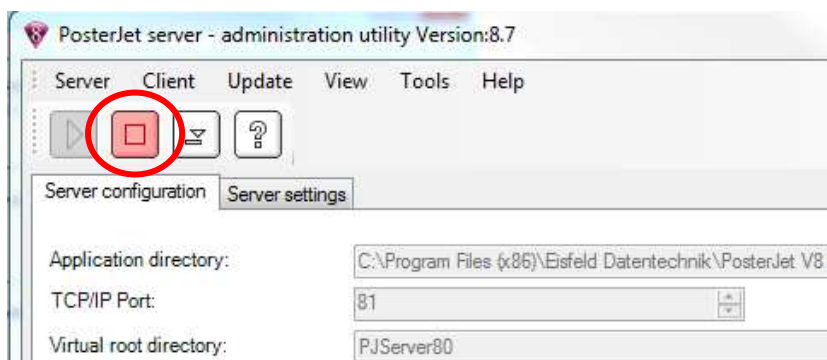 8 PosterJet server - administration utility Version:8.7
Server Client Update View Tools Help
?
Server configuration Server settings
Application directory: C:\Program Files (x86)\Eisfeld Datentechnik\PosterJet V8
TCP/IP Port: 81
Virtual root directory: PJServer80